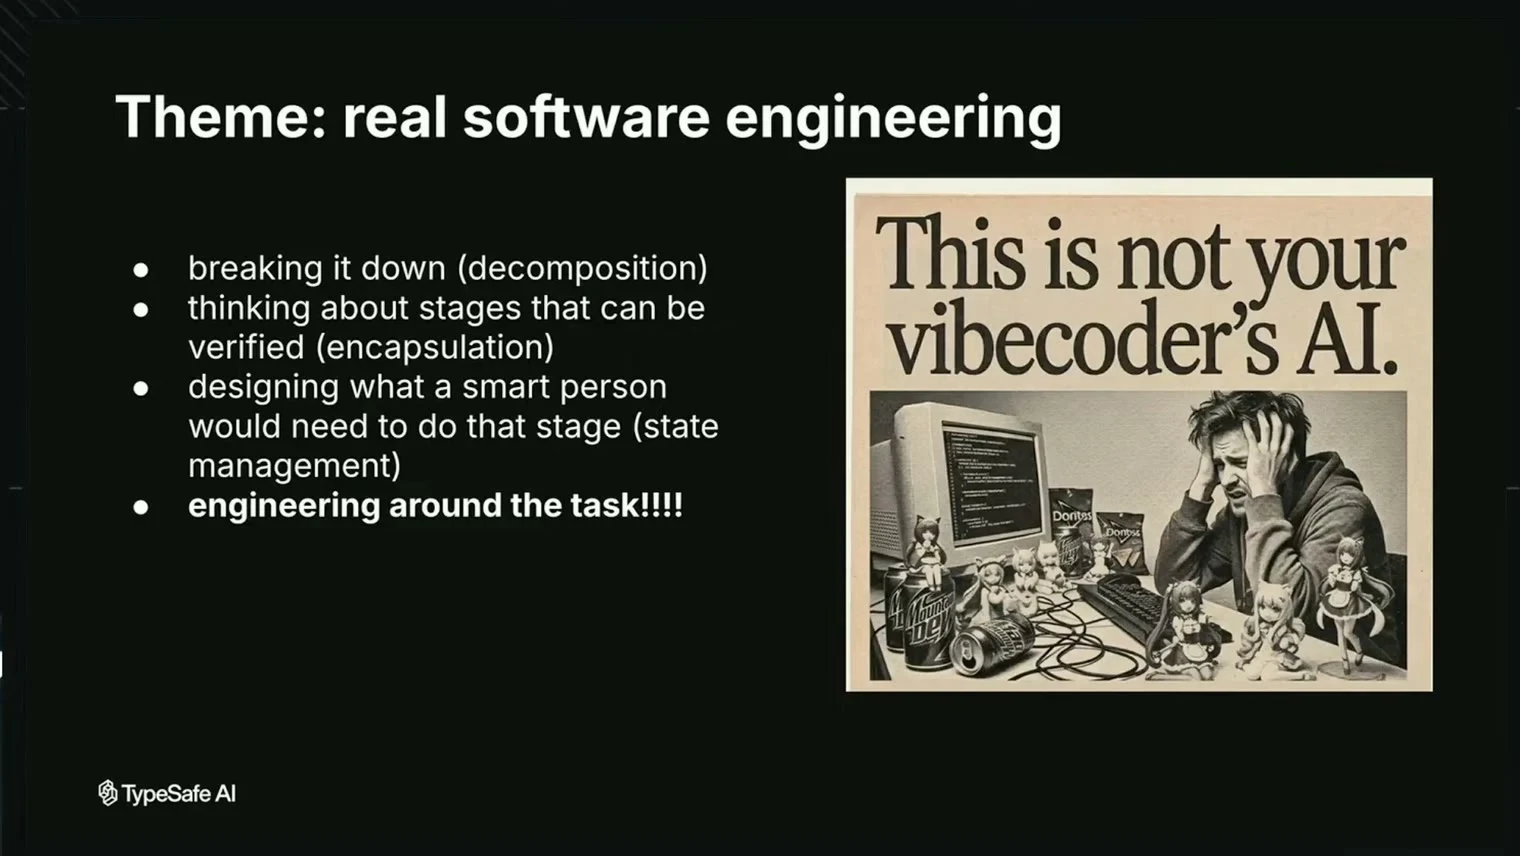 Theme: real software engineering
● breaking it down (decomposition)
● thinking about stages that can be
verified (encapsulation)
● designing what a smart person
would need to do that stage (state
management)
● engineering around the task!!!!
This is not your
vibecoder's AI.
Doritos
Doritos
Mountain
Dew
TypeSafe AI